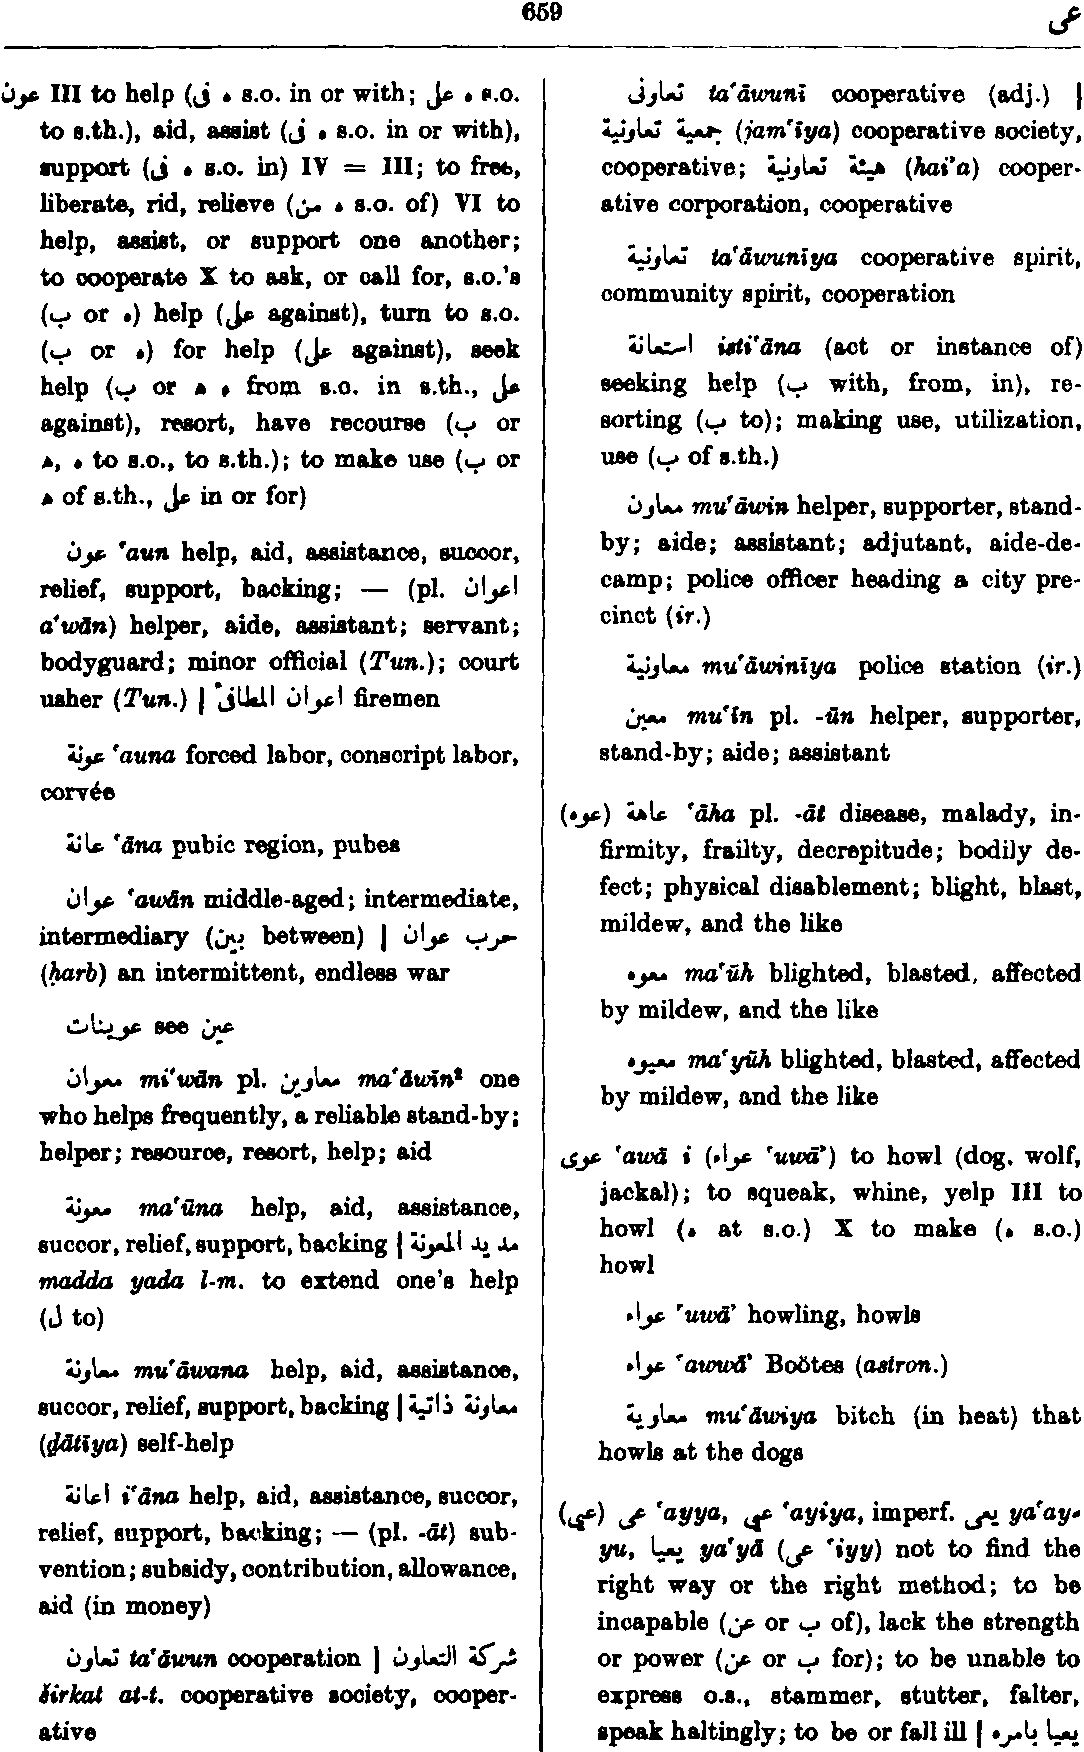 659
عى
عون III to help (ه فى s.o. in or with; ه على s.o.
to s.th.), aid, assist (ه فى s.o. in or with),
support (ه فى s.o. in) IV = III; to free,
liberate, rid, relieve (ه من s.o. of) VI to
help, assist, or support one another;
to cooperate X to ask, or call for, s.o.'s
(ب or ه) help (على against), turn to s.o.
(ب or ه) for help (على against), seek
help (ب or ه ه from s.o. in s.th., على
against), resort, have recourse (ب or
ه, ه to s.o., to s.th.); to make use (ب or
ه of s.th., على in or for)
عون ‘aun help, aid, assistance, succor,
relief, support, backing; — (pl. اعوان
a‘wān) helper, aide, assistant; servant;
bodyguard; minor official (Tun.); court
usher (Tun.) | اعوان المطافئ firemen
عونة ‘auna forced labor, conscript labor,
corvée
عانة ‘āna pubic region, pubes
عوان ‘awān middle-aged; intermediate,
intermediary (بين between) | حرب عوان
(ḥarb) an intermittent, endless war
عوينات see عين
معوان mi‘wān pl. معاوين ma‘āwīn² one
who helps frequently, a reliable stand-by;
helper; resource, resort, help; aid
معونة ma‘ūna help, aid, assistance,
succor, relief, support, backing | مد يد المعونة
madda yada l-m. to extend one's help
(ل to)
معاونة mu‘āwana help, aid, assistance,
succor, relief, support, backing | معاونة ذاتية
(ḏātīya) self-help
اعانة i‘āna help, aid, assistance, succor,
relief, support, backing; — (pl. -āt) sub-
vention; subsidy, contribution, allowance,
aid (in money)
تعاون ta‘āwun cooperation | شركة التعاون
širkat at-t. cooperative society, cooper-
ative
تعاونى ta‘āwunī cooperative (adj.) |
جمعية تعاونية (jam‘īya) cooperative society,
cooperative; هيئة تعاونية (hai’a) cooper-
ative corporation, cooperative
تعاونية ta‘āwunīya cooperative spirit,
community spirit, cooperation
استعانة isti‘āna (act or instance of)
seeking help (ب with, from, in), re-
sorting (ب to); making use, utilization,
use (ب of s.th.)
معاون mu‘āwin helper, supporter, stand-
by; aide; assistant; adjutant, aide-de-
camp; police officer heading a city pre-
cinct (ir.)
معاونية mu‘āwinīya police station (ir.)
معين mu‘īn pl. -ūn helper, supporter,
stand-by; aide; assistant
(عوه) عاهة ‘āha pl. -āt disease, malady, in-
firmity, frailty, decrepitude; bodily de-
fect; physical disablement; blight, blast,
mildew, and the like
معوه ma‘ūh blighted, blasted, affected
by mildew, and the like
معيوه ma‘yūh blighted, blasted, affected
by mildew, and the like
عوى ‘awā i (عواء ‘uwā’) to howl (dog, wolf,
jackal); to squeak, whine, yelp III to
howl (ه at s.o.) X to make (ه s.o.)
howl
عواء ‘uwā’ howling, howls
عواء ‘awwā’ Boötes (astron.)
معاوية mu‘āwiya bitch (in heat) that
howls at the dogs
(عيى) عى ‘ayya, عيى ‘ayiya, imperf. يعى ya‘ay-
yu, يعيا ya‘yā (عى ‘iyy) not to find the
right way or the right method; to be
incapable (عن or ب of), lack the strength
or power (عن or ب for); to be unable to
express o.s., stammer, stutter, falter,
speak haltingly; to be or fall ill | يعيا بامره